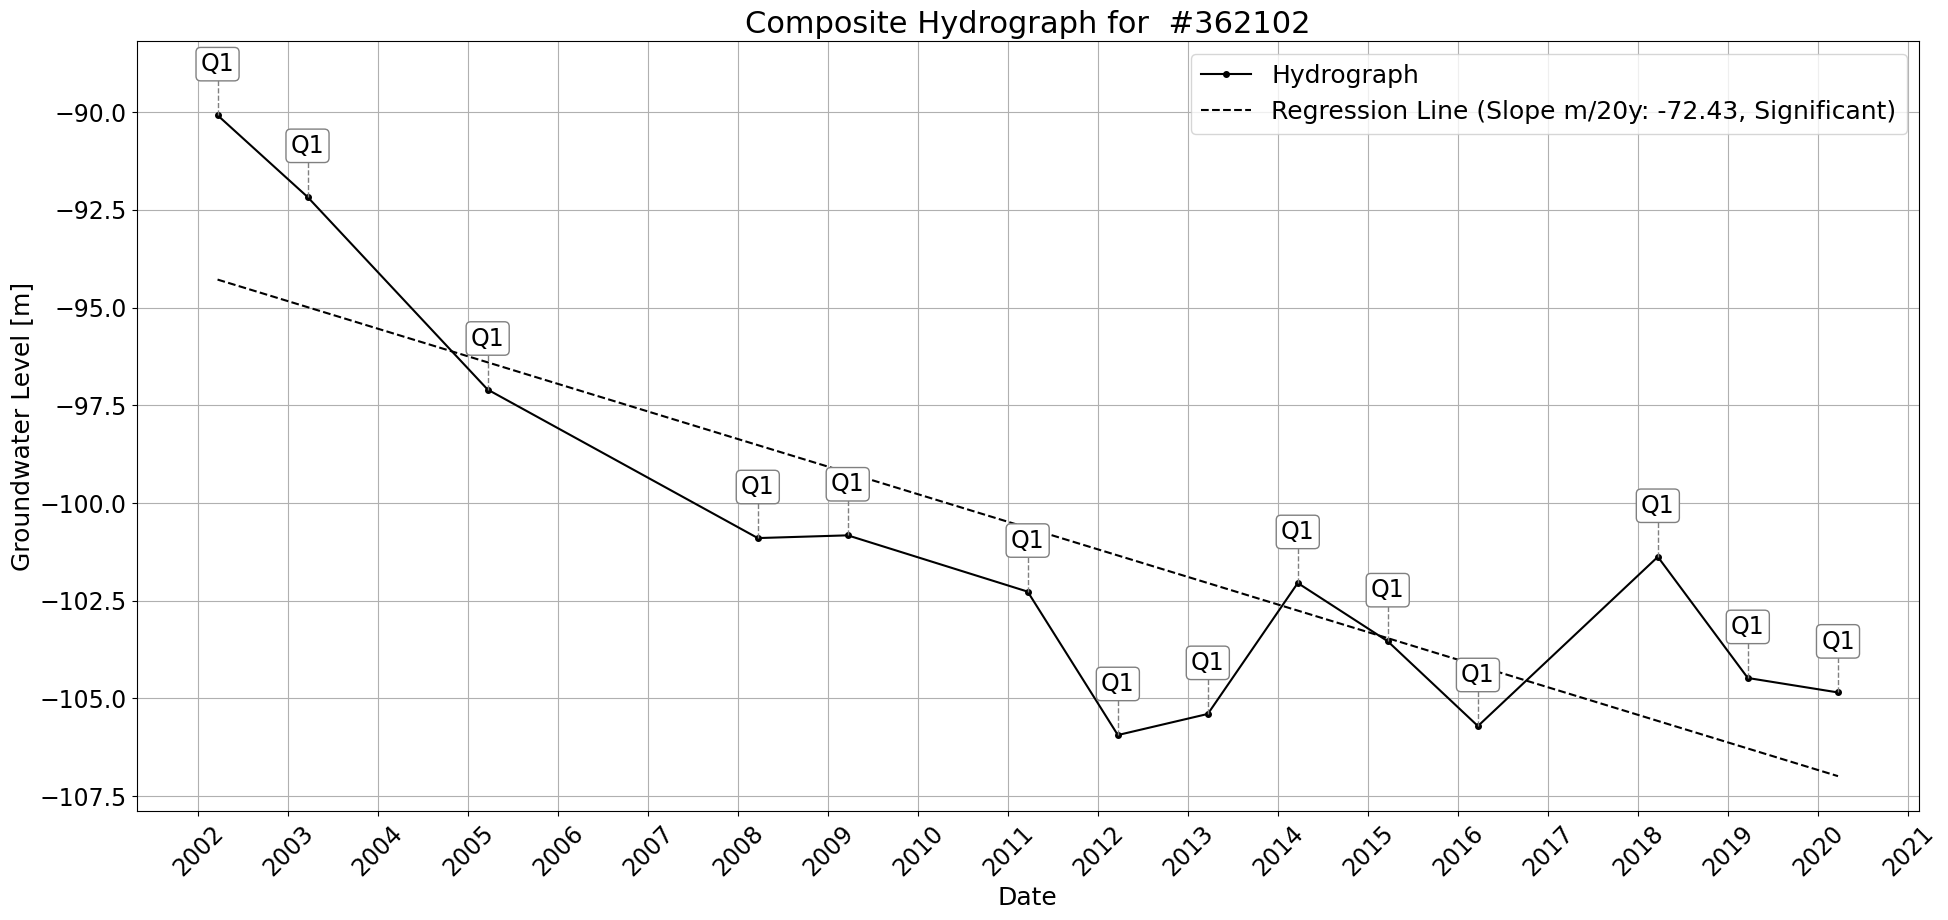 Composite Hydrograph for  #362102
Hydrograph
Regression Line (Slope m/20y: -72.43, Significant)
Groundwater Level [m]
−90.0
−92.5
−95.0
−97.5
−100.0
−102.5
−105.0
−107.5
Q1
Q1
Q1
Q1
Q1
Q1
Q1
Q1
Q1
Q1
Q1
Q1
Q1
Q1
2002
2003
2004
2005
2006
2007
2008
2009
2010
2011
2012
2013
2014
2015
2016
2017
2018
2019
2020
2021
Date